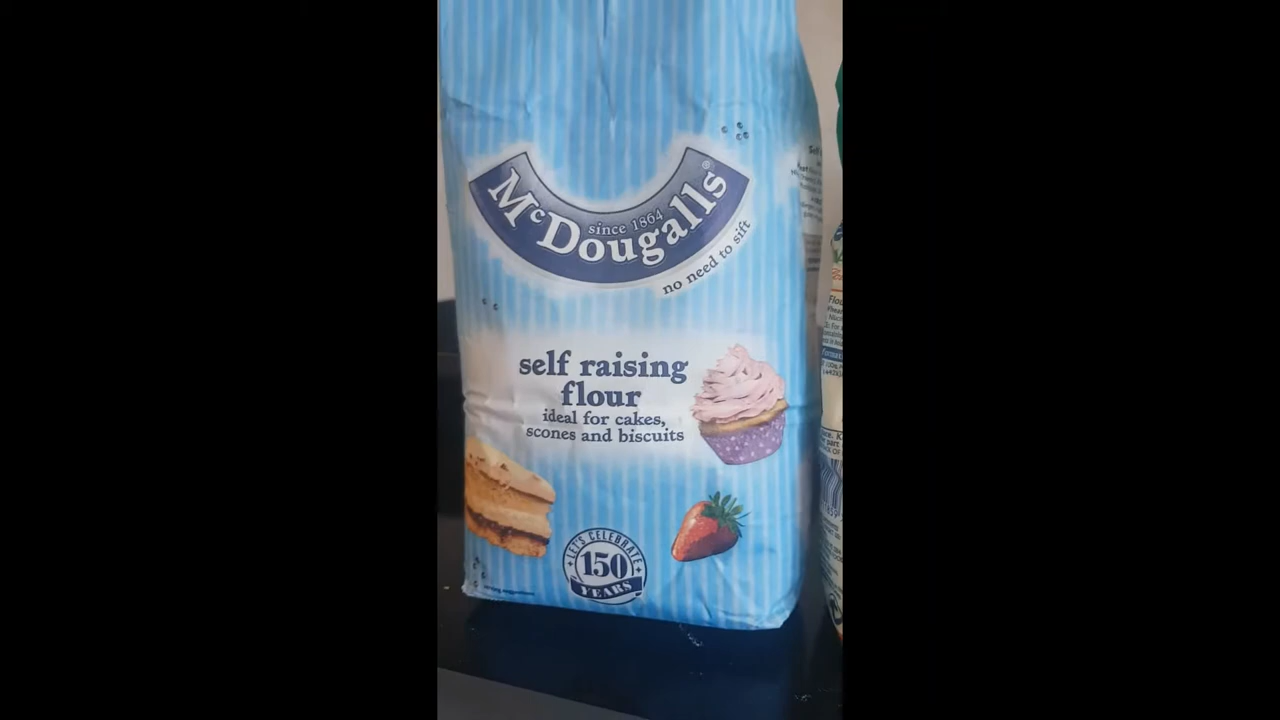 McDougalls®
since 1864
no need to sift
self raising
flour
ideal for cakes,
scones and biscuits
LET'S CELEBRATE
150
YEARS